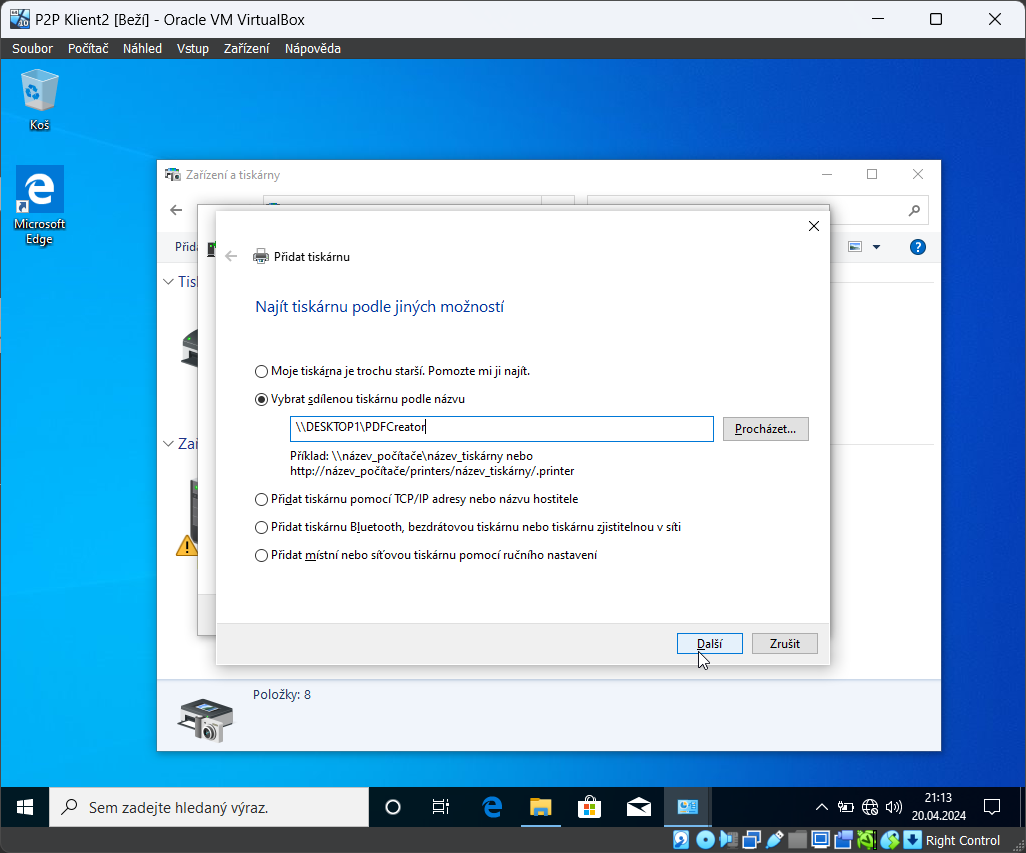 P2P Klient2 [Beží] - Oracle VM VirtualBox
Soubor Počítač Náhled Vstup Zařízení Nápověda
Koš
Microsoft
Edge
Zařízení a tiskárny
Přidat tiskárnu
Najít tiskárnu podle jiných možností
Moje tiskárna je trochu starší. Pomozte mi ji najít.
Vybrat sdílenou tiskárnu podle názvu
\\DESKTOP1\PDFCreator
Procházet...
Příklad: \\název_počítače\název_tiskárny nebo
http://název_počítače/printers/název_tiskárny/.printer
Přidat tiskárnu pomocí TCP/IP adresy nebo názvu hostitele
Přidat tiskárnu Bluetooth, bezdrátovou tiskárnu nebo tiskárnu zjistitelnou v síti
Přidat místní nebo síťovou tiskárnu pomocí ručního nastavení
Další Zrušit
Položky: 8
Sem zadejte hledaný výraz.
21:13
20.04.2024
Right Control